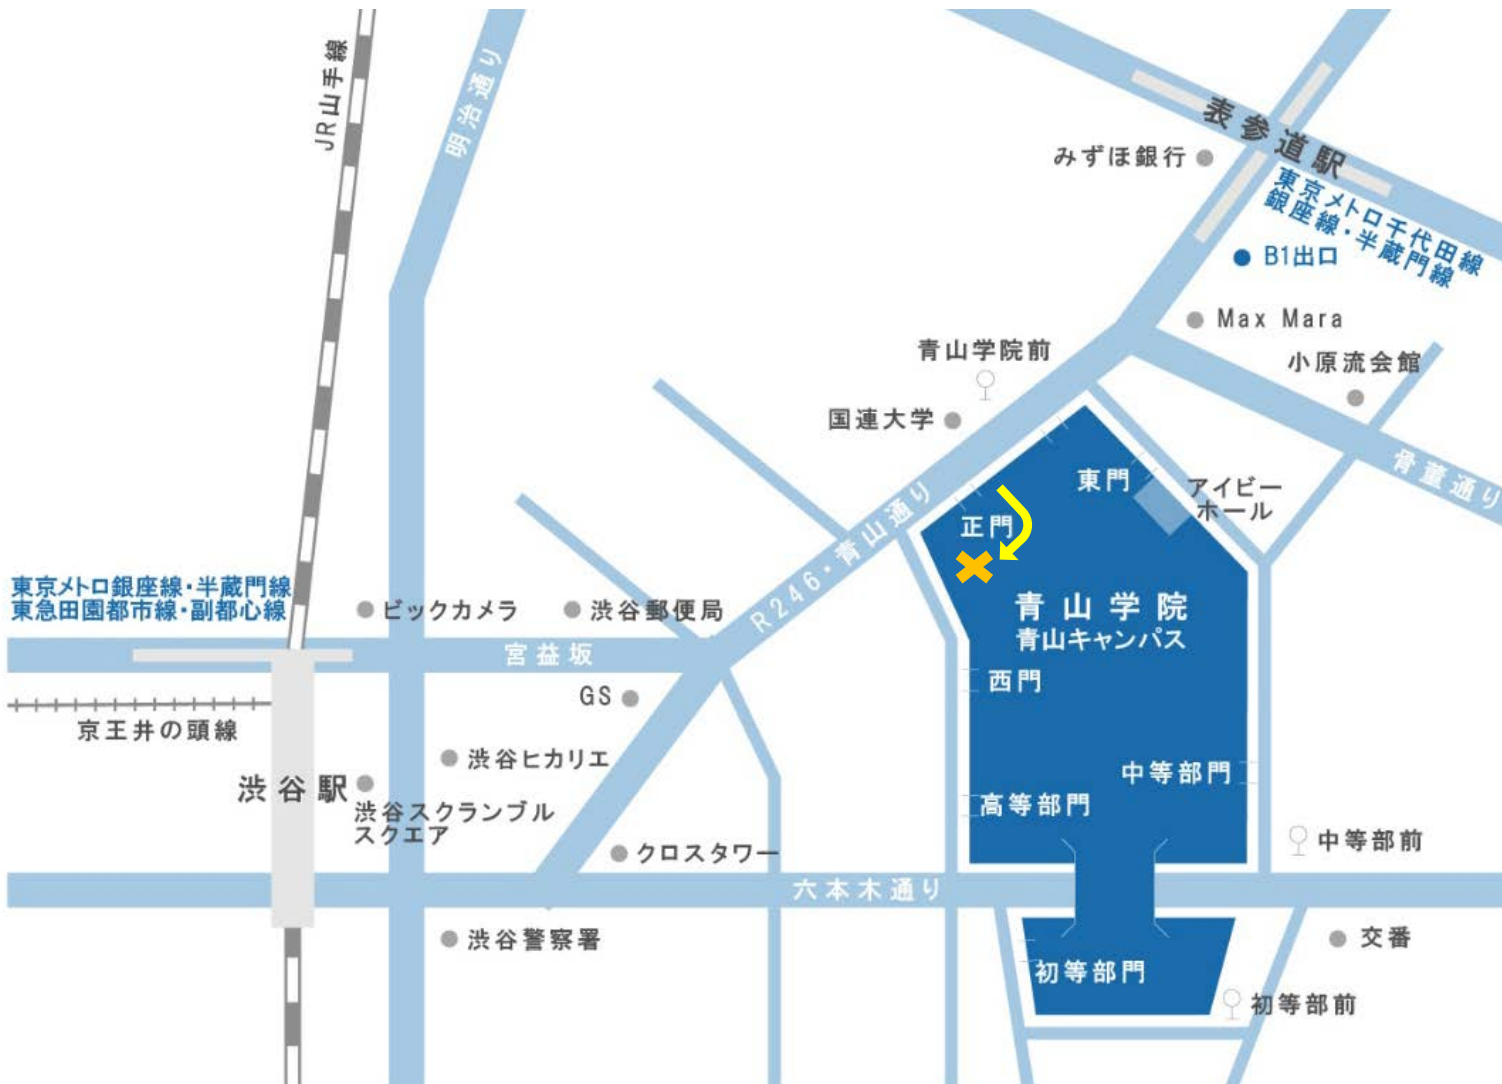 JR山手線
明治通り
表参道駅
みずほ銀行
東京メトロ千代田線
銀座線・半蔵門線
B1出口
Max Mara
青山学院前
小原流会館
国連大学
骨董通り
東門
アイビー
ホール
正門
R246・青山通り
東京メトロ銀座線・半蔵門線
東急田園都市線・副都心線
ビックカメラ
渋谷郵便局
青山学院
青山キャンパス
宮益坂
西門
GS
京王井の頭線
渋谷ヒカリエ
中等部門
渋谷駅
渋谷スクランブル
スクエア
高等部門
中等部前
クロスタワー
六本木通り
渋谷警察署
交番
初等部門
初等部前